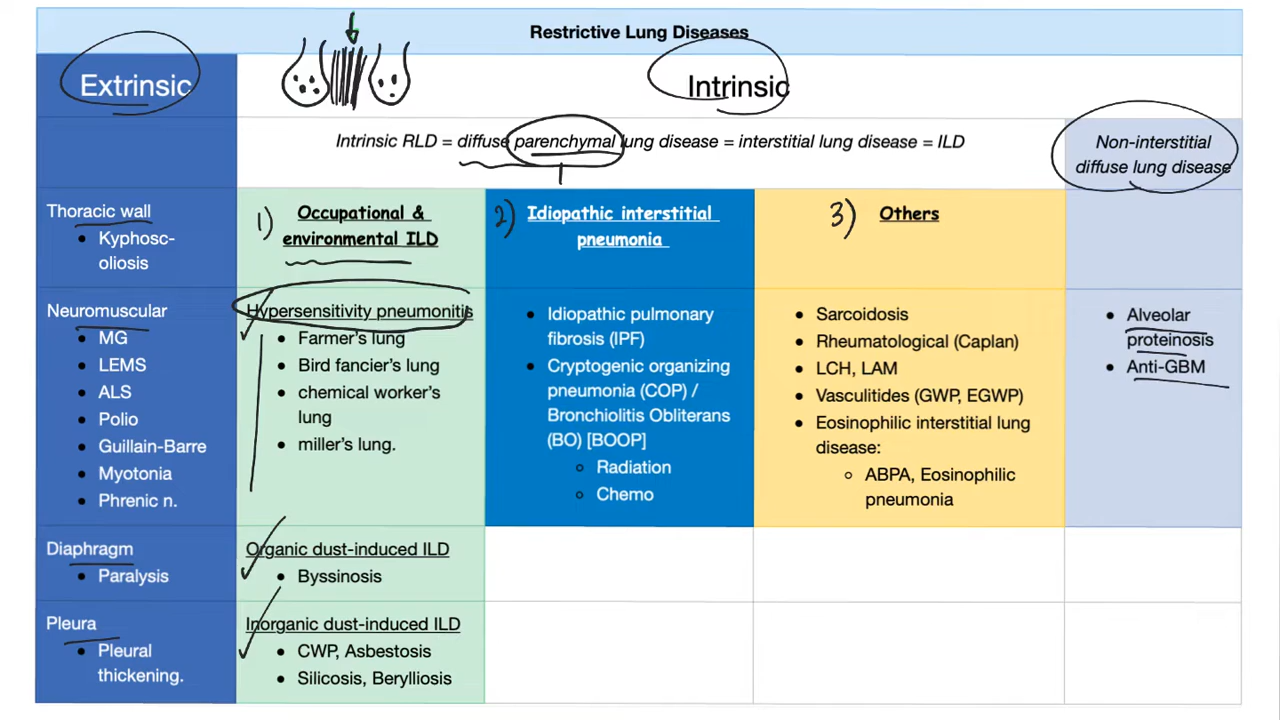 Restrictive Lung Diseases
Extrinsic
Intrinsic
Intrinsic RLD = diffuse parenchymal lung disease = interstitial lung disease = ILD
Non-interstitial
diffuse lung disease
Thoracic wall
• Kyphosc-
oliosis
1) Occupational &
environmental ILD
2) Idiopathic interstitial
pneumonia
3) Others
Neuromuscular
• MG
• LEMS
• ALS
• Polio
• Guillain-Barre
• Myotonia
• Phrenic n.
Hypersensitivity pneumonitis
• Farmer's lung
• Bird fancier's lung
• chemical worker's
lung
• miller's lung.
• Idiopathic pulmonary
fibrosis (IPF)
• Cryptogenic organizing
pneumonia (COP) /
Bronchiolitis Obliterans
(BO) [BOOP]
◦ Radiation
◦ Chemo
• Sarcoidosis
• Rheumatological (Caplan)
• LCH, LAM
• Vasculitides (GWP, EGWP)
• Eosinophilic interstitial lung
disease:
◦ ABPA, Eosinophilic
pneumonia
• Alveolar
proteinosis
• Anti-GBM
Diaphragm
• Paralysis
Organic dust-induced ILD
• Byssinosis
Pleura
• Pleural
thickening.
Inorganic dust-induced ILD
• CWP, Asbestosis
• Silicosis, Berylliosis